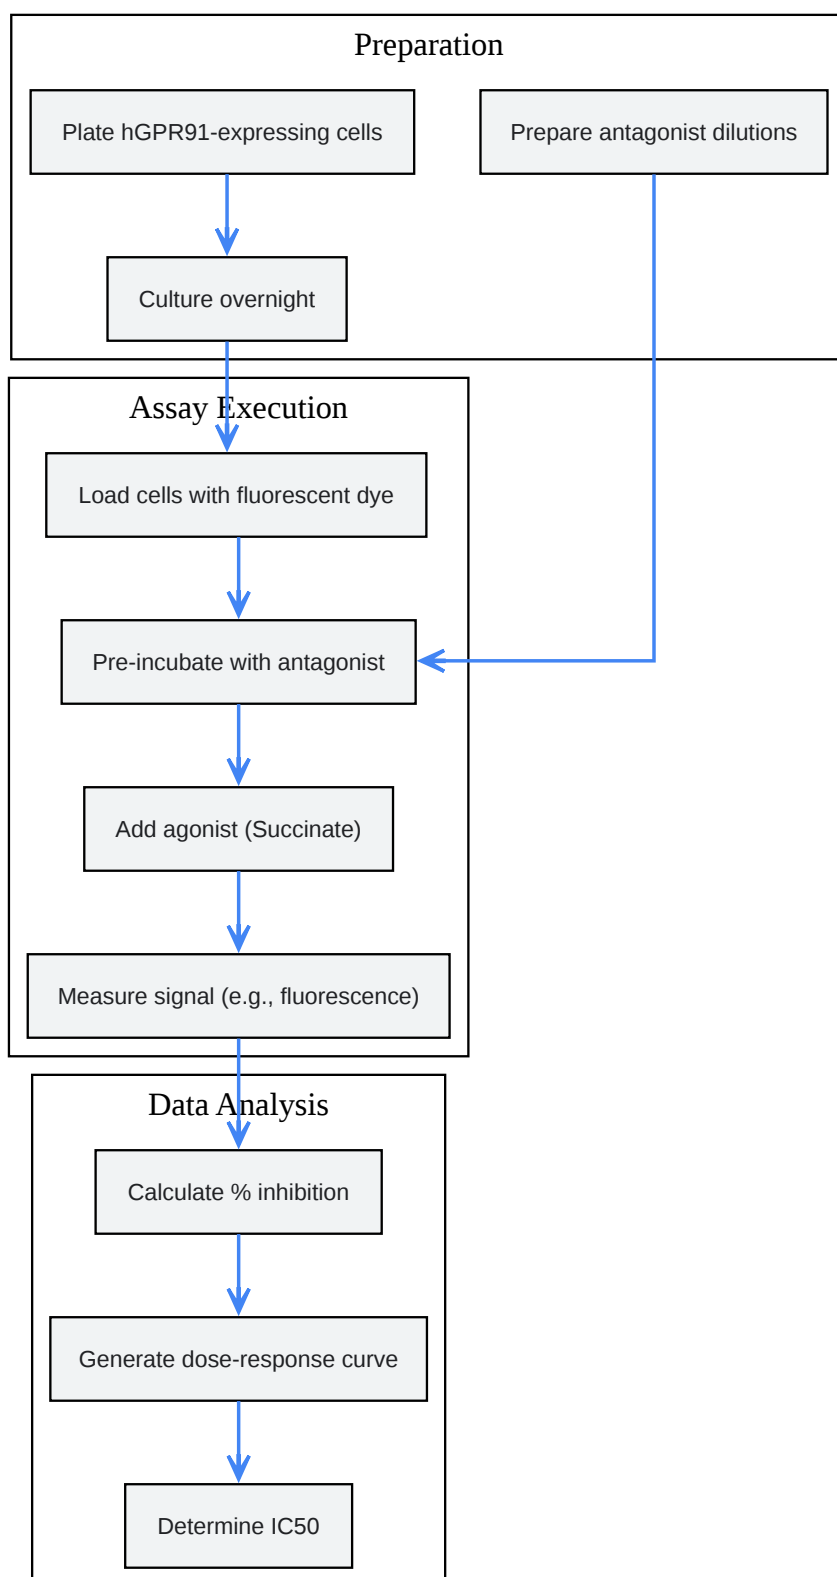 Preparation
Plate hGPR91-expressing cells
Prepare antagonist dilutions
Culture overnight
Assay Execution
Load cells with fluorescent dye
Pre-incubate with antagonist
Add agonist (Succinate)
Measure signal (e.g., fluorescence)
Data Analysis
Calculate % inhibition
Generate dose-response curve
Determine IC50